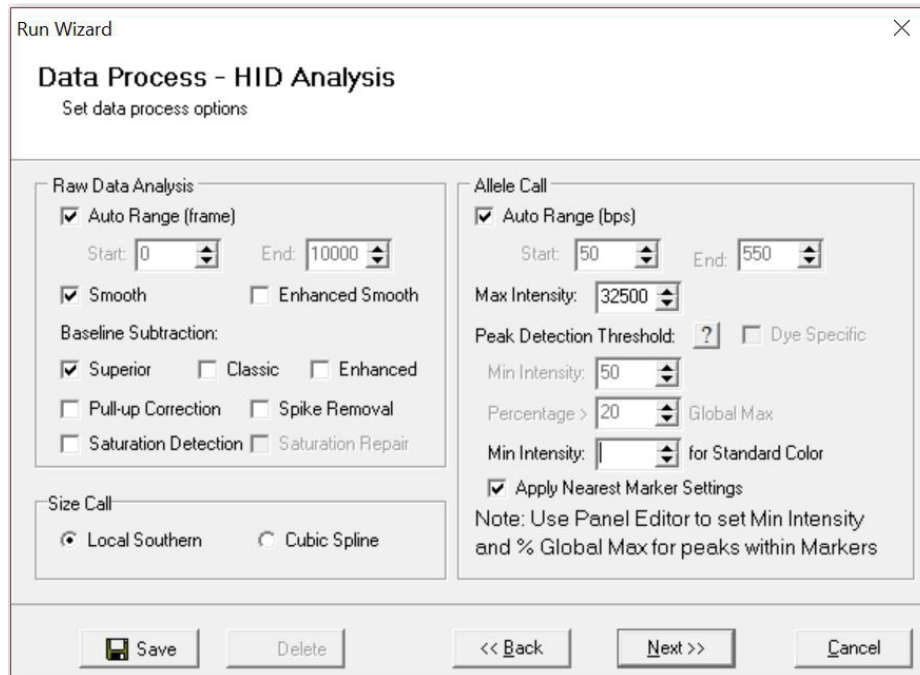 Run Wizard
Data Process - HID Analysis
Set data process options
Raw Data Analysis
Auto Range (frame)
Start: 0 End: 10000
Smooth Enhanced Smooth
Baseline Subtraction:
Superior Classic Enhanced
Pull-up Correction Spike Removal
Saturation Detection Saturation Repair
Size Call
Local Southern Cubic Spline
Allele Call
Auto Range (bps)
Start: 50 End: 550
Max Intensity: 32500
Peak Detection Threshold: ? Dye Specific
Min Intensity: 50
Percentage > 20 Global Max
Min Intensity: for Standard Color
Apply Nearest Marker Settings
Note: Use Panel Editor to set Min Intensity
and % Global Max for peaks within Markers
Save Delete << Back Next >> Cancel